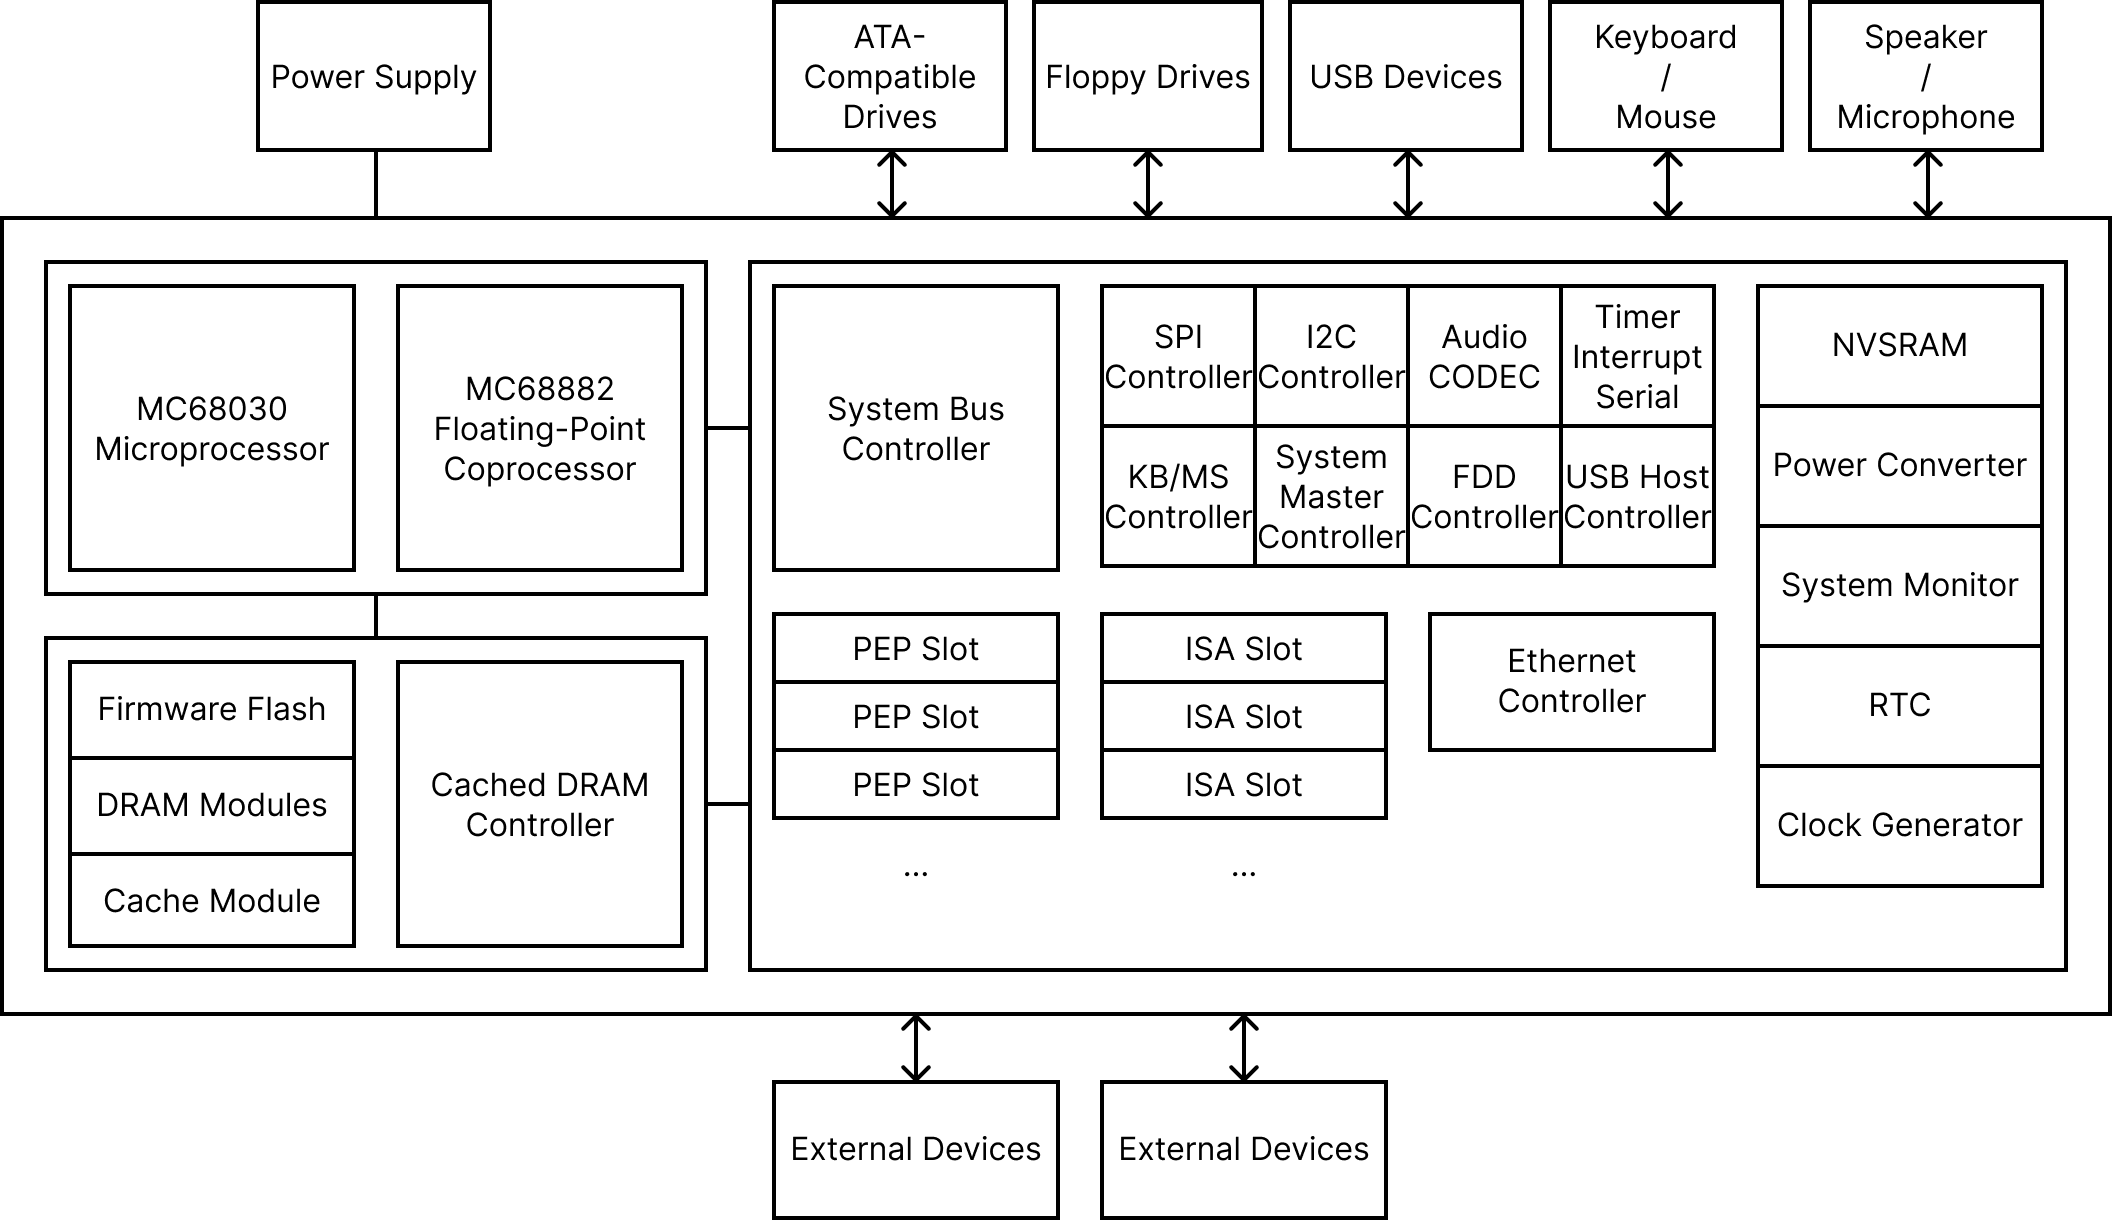 Power Supply
ATA-
Compatible
Drives
Floppy Drives
USB Devices
Keyboard
/
Mouse
Speaker
/
Microphone
MC68030
Microprocessor
MC68882
Floating-Point
Coprocessor
System Bus
Controller
SPI
Controller
I2C
Controller
Audio
CODEC
Timer
Interrupt
Serial
KB/MS
Controller
System
Master
Controller
FDD
Controller
USB Host
Controller
NVSRAM
Power Converter
System Monitor
RTC
Clock Generator
Firmware Flash
DRAM Modules
Cache Module
Cached DRAM
Controller
PEP Slot
PEP Slot
PEP Slot
...
ISA Slot
ISA Slot
ISA Slot
...
Ethernet
Controller
External Devices
External Devices